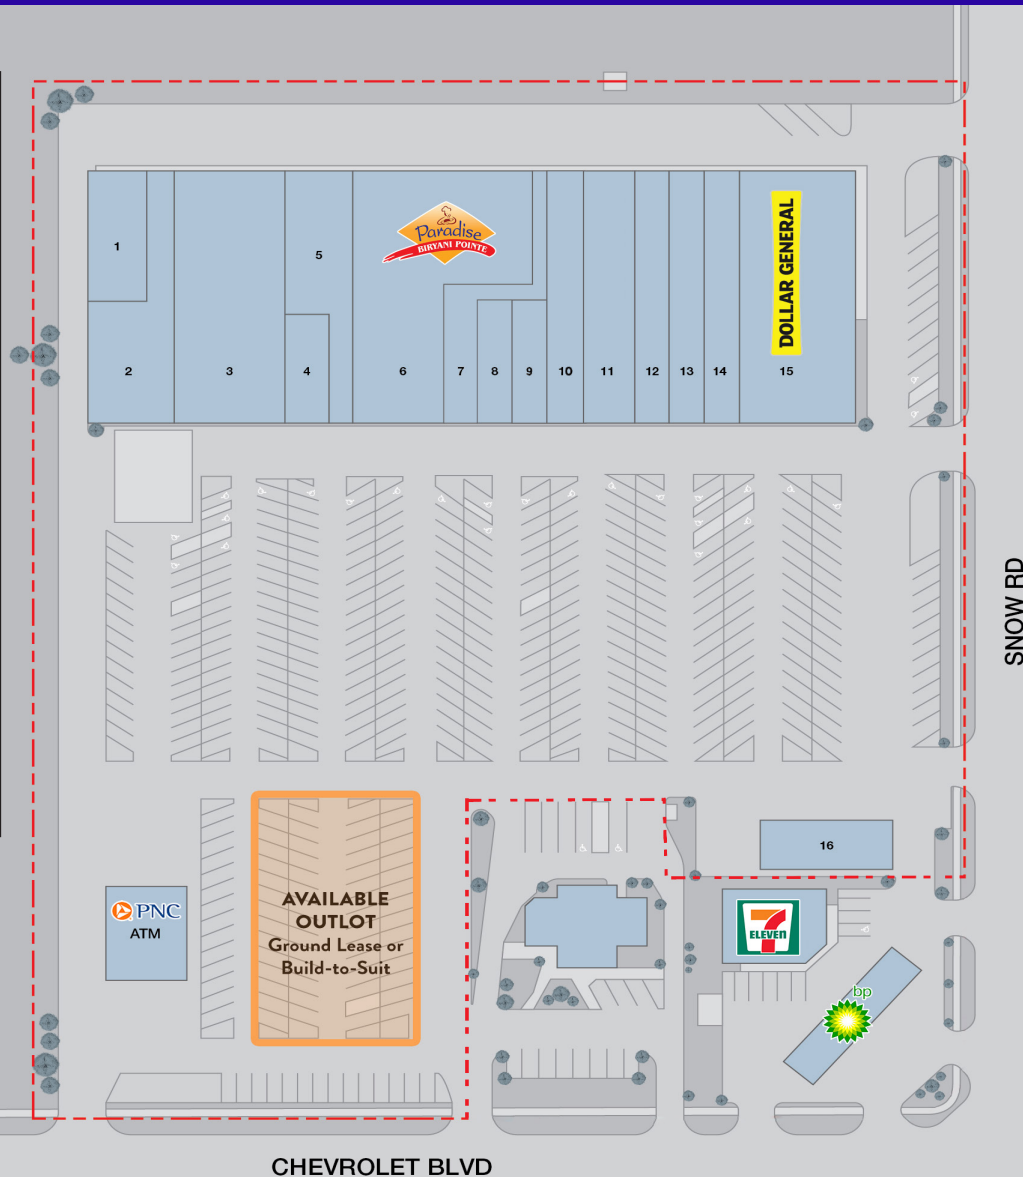 1
5
Paradise
BIRYANI POINTE
DOLLAR GENERAL
2
3
4
6
7
8
9
10
11
12
13
14
15
SNOW RD
16
PNC
ATM
AVAILABLE
OUTLOT
Ground Lease or
Build-to-Suit
7
ELEVEn
bp
CHEVROLET BLVD